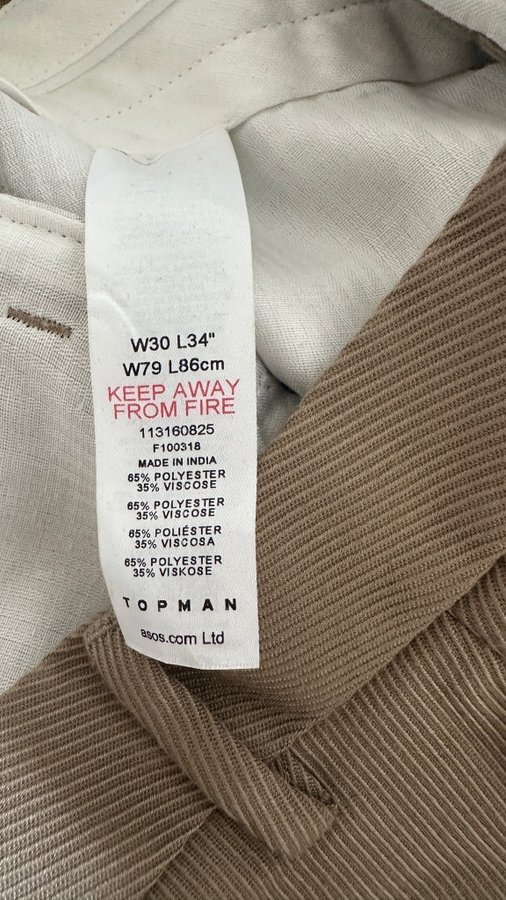 W30 L34"
W79 L86cm
KEEP AWAY
FROM FIRE
113160825
F100318
MADE IN INDIA
65% POLYESTER
35% VISCOSE
65% POLYESTER
35% VISCOSE
65% POLIÉSTER
35% VISCOSA
65% POLYESTER
35% VISKOSE
TOPMAN
asos.com Ltd